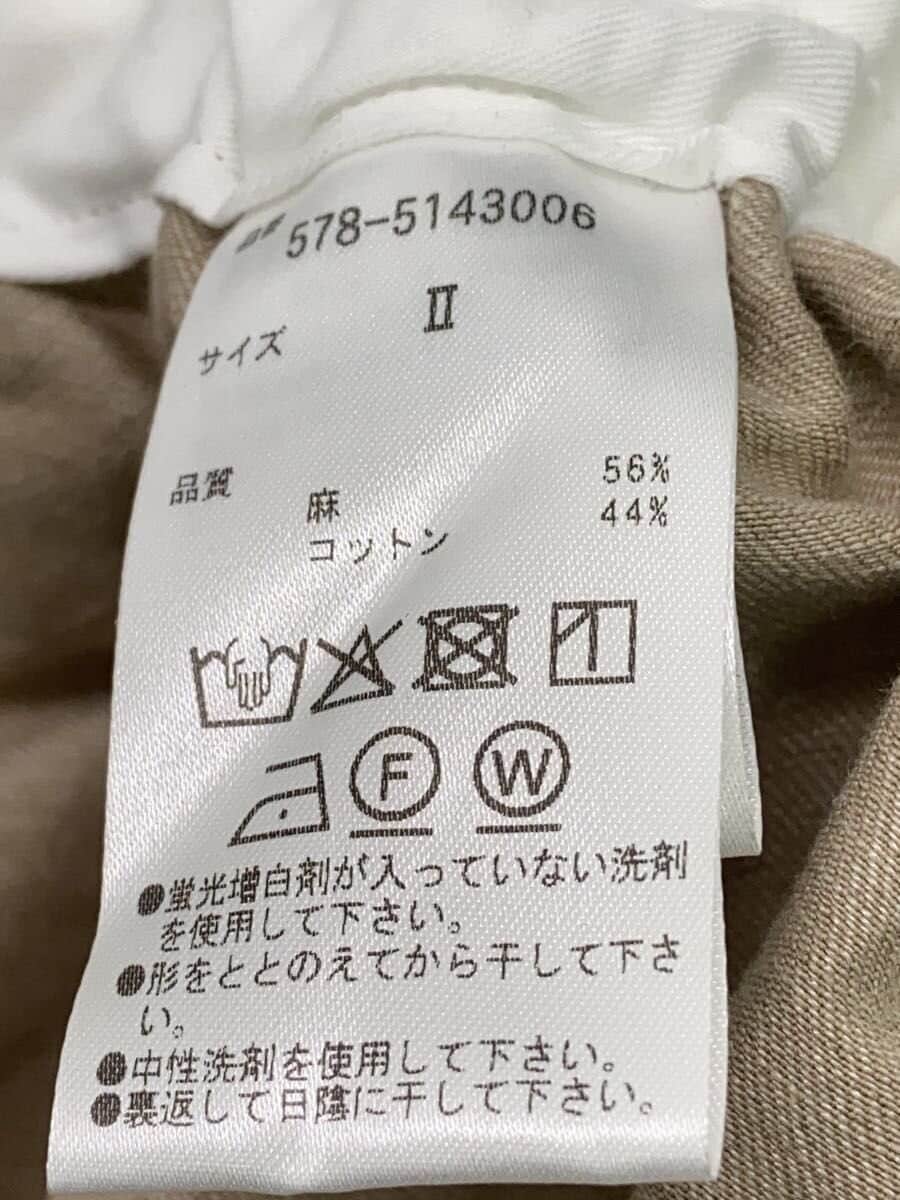 578-5143006
サイズ II
品質
麻 56%
コットン 44%
F W
●蛍光増白剤が入っていない洗剤
を使用して下さい。
●形をととのえてから干して下さ
い。
●中性洗剤を使用して下さい。
●裏返して日陰に干して下さい。